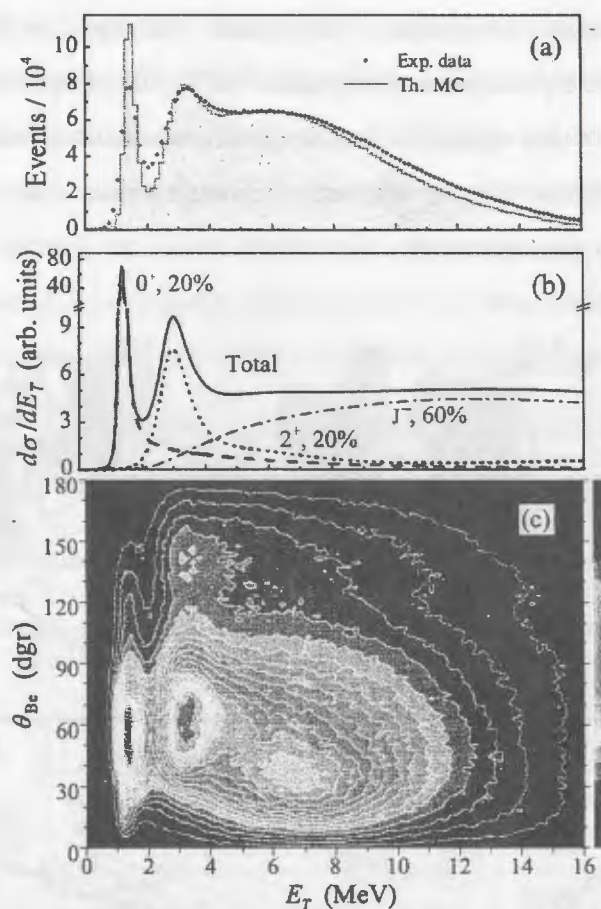 (a)
Exp. data
Th. MC
Events / 10⁴
10
8
6
4
2
0
(b)
0⁺, 20%
Total
2⁺, 20%
1⁻, 60%
dσ/dE_T (arb. units)
80
40
9
6
3
0
(c)
θ_Be (dgr)
180
150
120
90
60
30
0
0 2 4 6 8 10 12 14 16
E_T (MeV)